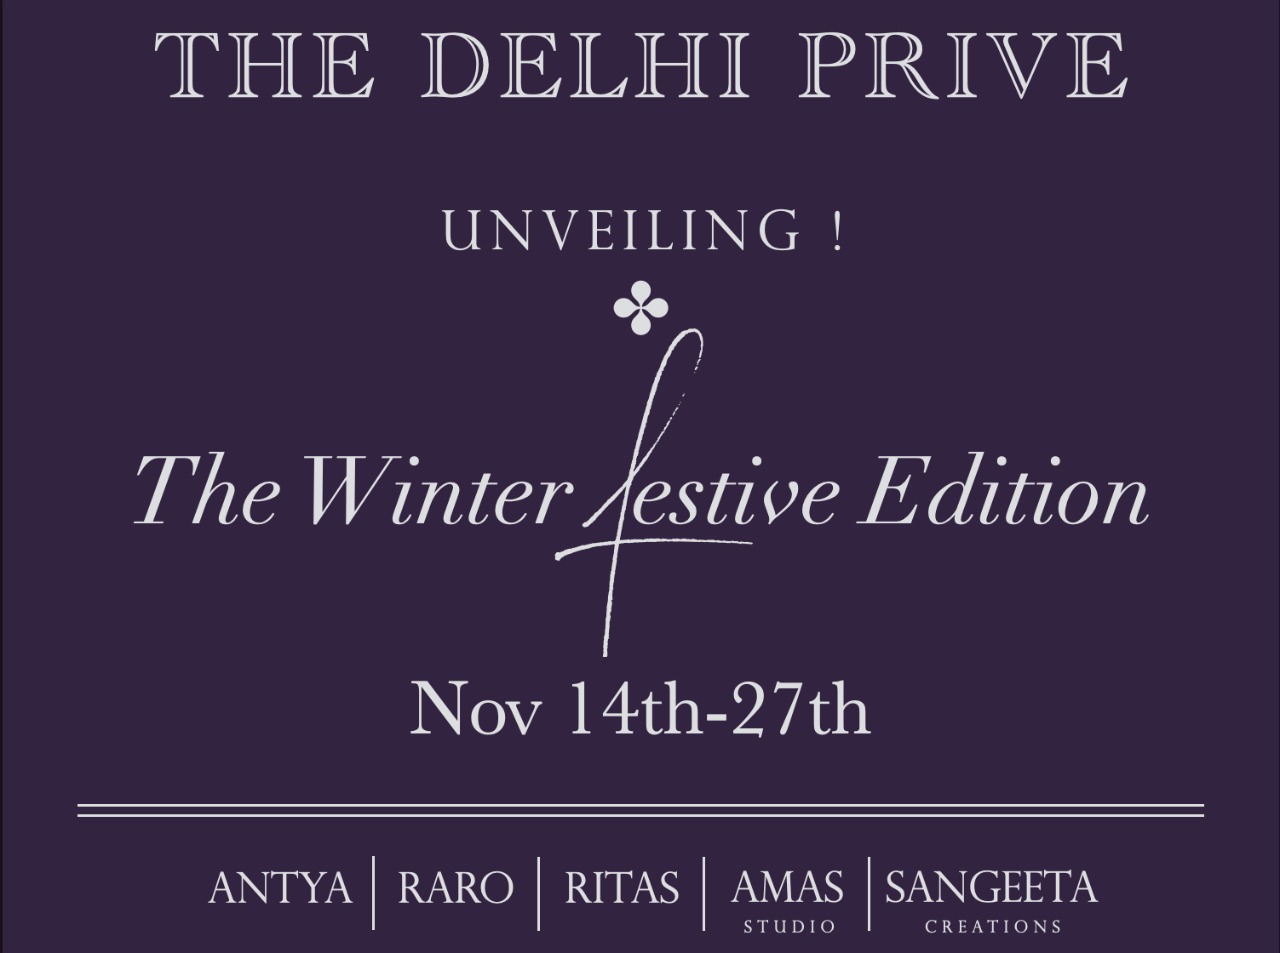 THE DELHI PRIVE
UNVEILING !
The Winter festive Edition
Nov 14th-27th
ANTYA | RARO | RITAS | AMAS STUDIO | SANGEETA CREATIONS